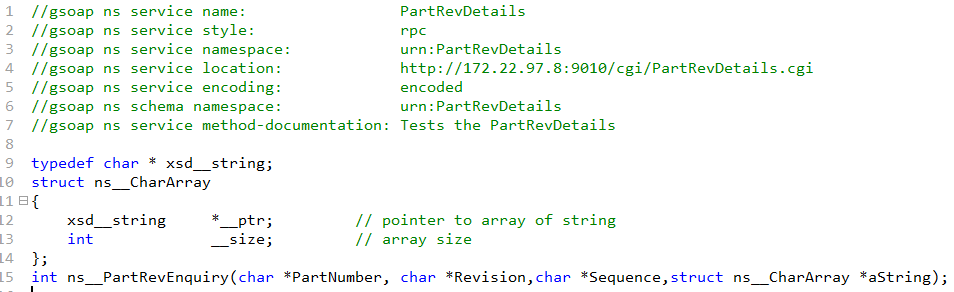 1 //gsoap ns service name: PartRevDetails
2 //gsoap ns service style: rpc
3 //gsoap ns service namespace: urn:PartRevDetails
4 //gsoap ns service location: http://172.22.97.8:9010/cgi/PartRevDetails.cgi
5 //gsoap ns service encoding: encoded
6 //gsoap ns schema namespace: urn:PartRevDetails
7 //gsoap ns service method-documentation: Tests the PartRevDetails
8
9 typedef char * xsd__string;
10 struct ns__CharArray
11 {
12 xsd__string *__ptr; // pointer to array of string
13 int __size; // array size
14 };
15 int ns__PartRevEnquiry(char *PartNumber, char *Revision,char *Sequence,struct ns__CharArray *aString);